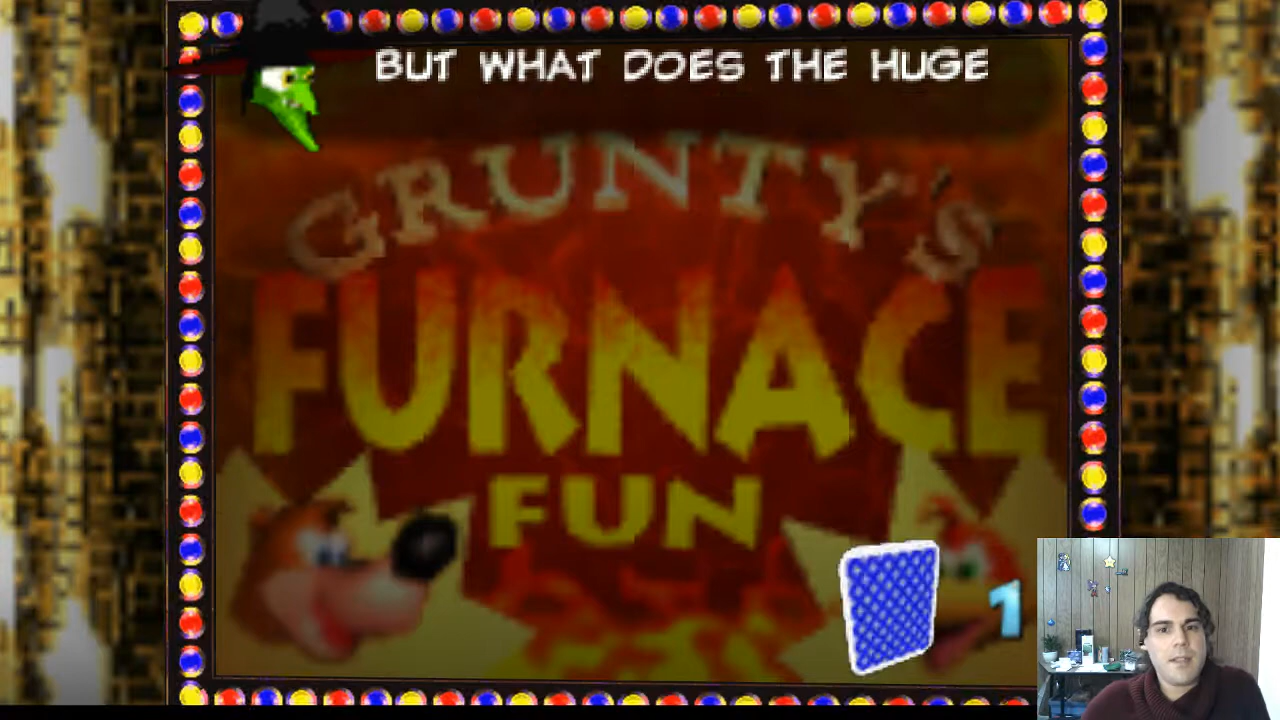 BUT WHAT DOES THE HUGE
GRUNTY'S
FURNACE
FUN
1